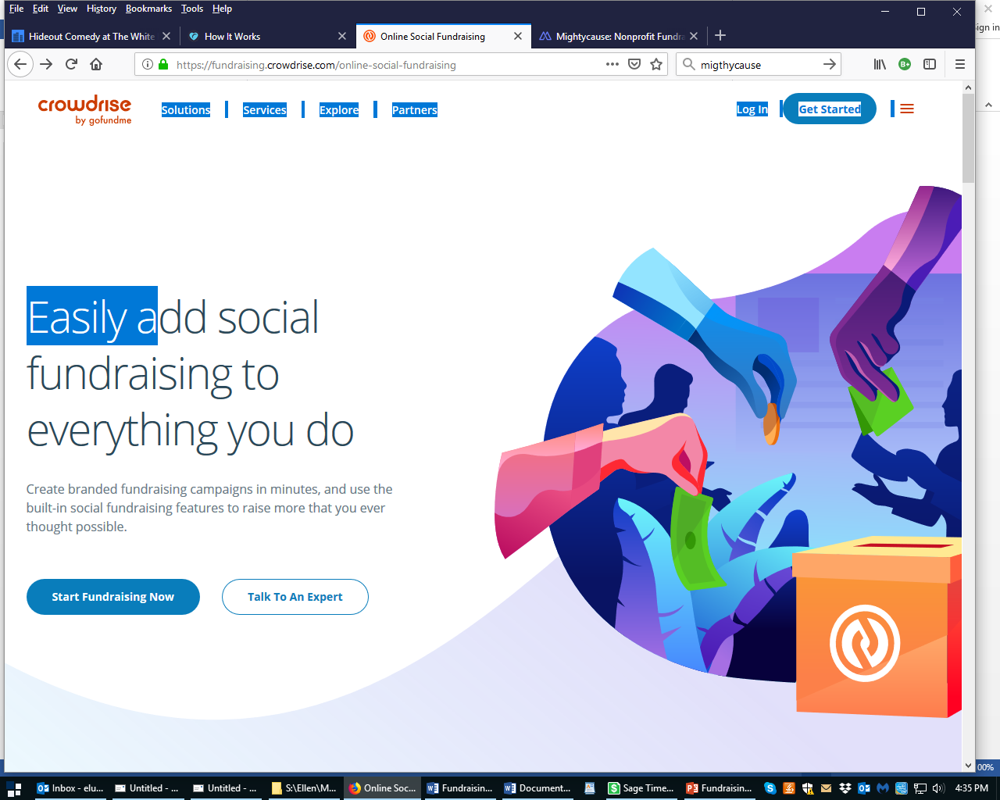 File Edit View History Bookmarks Tools Help
Hideout Comedy at The White
How It Works
Online Social Fundraising
Mightycause: Nonprofit Fundra
ign in
https://fundraising.crowdrise.com/online-social-fundraising
migthycause
crowdrise
by gofundme
Solutions
Services
Explore
Partners
Log In
Get Started
Easily add social
fundraising to
everything you do
Create branded fundraising campaigns in minutes, and use the
built-in social fundraising features to raise more that you ever
thought possible.
Start Fundraising Now
Talk To An Expert
00%
Inbox - elu...
Untitled - ...
Untitled - ...
S:\Ellen\M...
Online Soc...
Fundraisin...
Document...
Sage Time...
Fundraisin...
4:35 PM